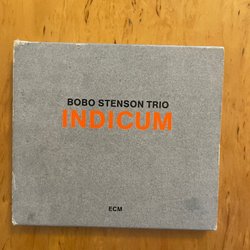 BOBO STENSON TRIO
INDICUM
ECM